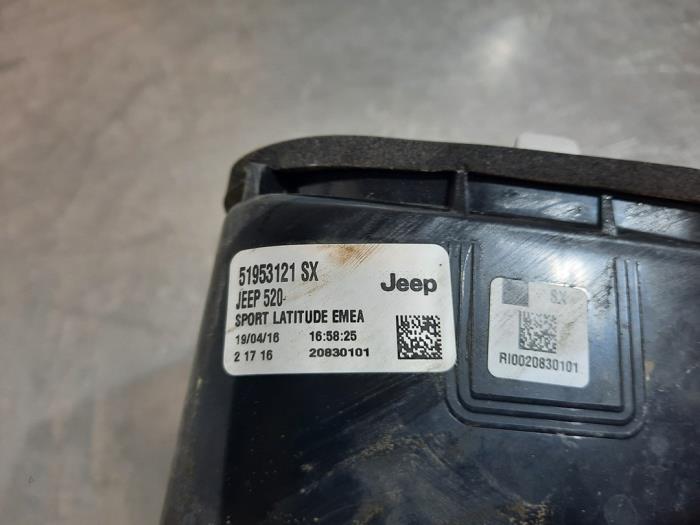 51953121 SX
JEEP 520-
Jeep
SPORT LATITUDE EMEA
19/04/16 16:58:25
2 17 16 20830101
SX
RI0020830101